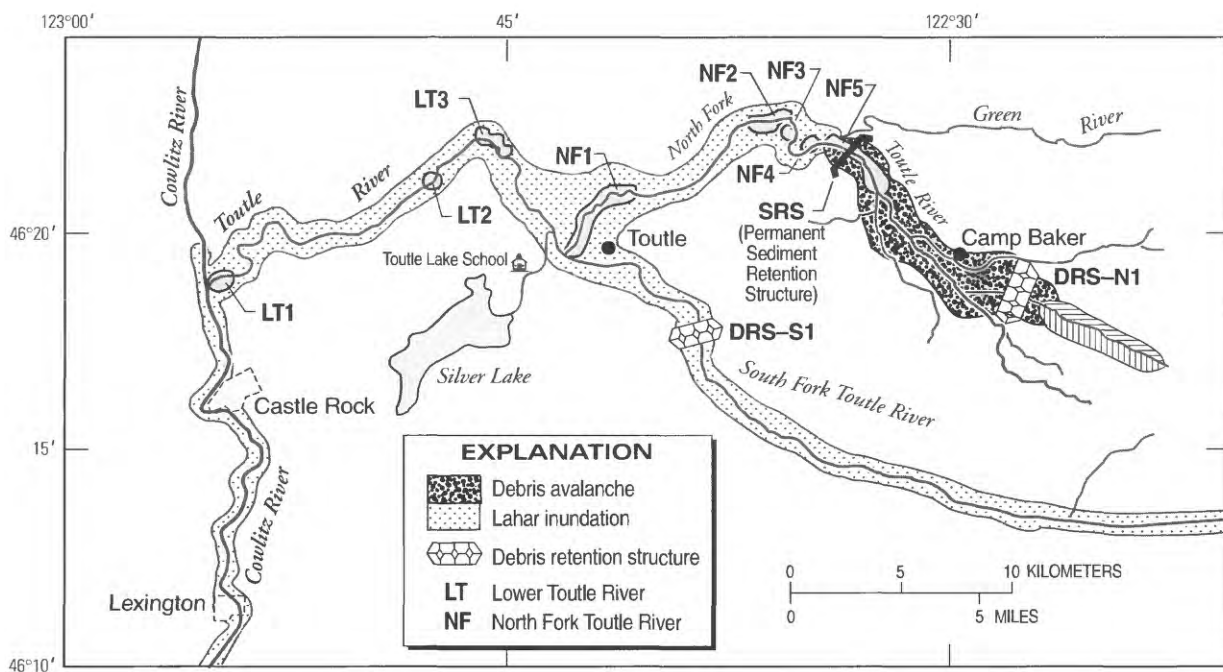 123°00'
45'
122°30'
Cowlitz River
LT3
NF2
NF3
NF5
North Fork
Green River
NF1
Toutle River
NF4
Toutle River
LT2
SRS
(Permanent
Sediment
Retention
Structure)
46°20'
Toutle
Camp Baker
Toutle Lake School
DRS–N1
LT1
DRS–S1
Silver Lake
South Fork Toutle River
Castle Rock
15'
EXPLANATION
Debris avalanche
Lahar inundation
Debris retention structure
LT Lower Toutle River
NF North Fork Toutle River
Cowlitz River
0 5 10 KILOMETERS
0 5 MILES
Lexington
46°10'